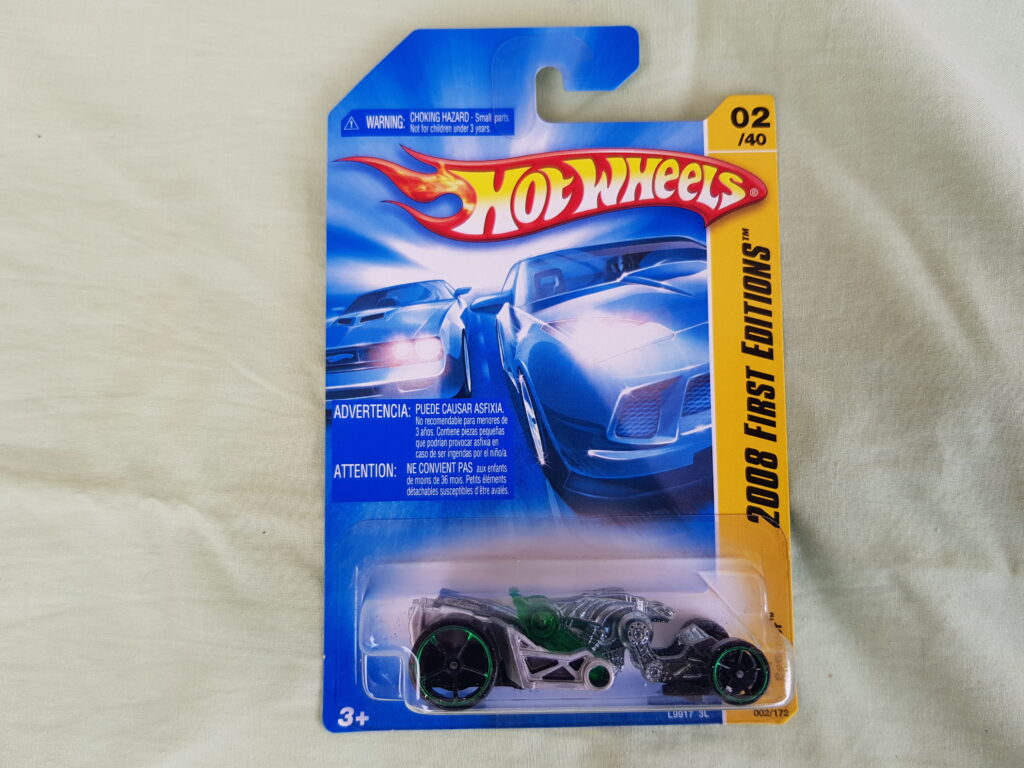 WARNING: CHOKING HAZARD - Small parts.
Not for children under 3 years.
02
/40
HOT WHEELS®
2008 FIRST EDITIONS™
ADVERTENCIA: PUEDE CAUSAR ASFIXIA.
No recomendable para menores de
3 años. Contiene piezas pequeñas
que podrían provocar asfixia en
caso de ser ingeridas por el niño/a.
ATTENTION: NE CONVIENT PAS aux enfants
de moins de 36 mois. Petits éléments
détachables susceptibles d'être avalés.
3+
L9917 3L
002/172